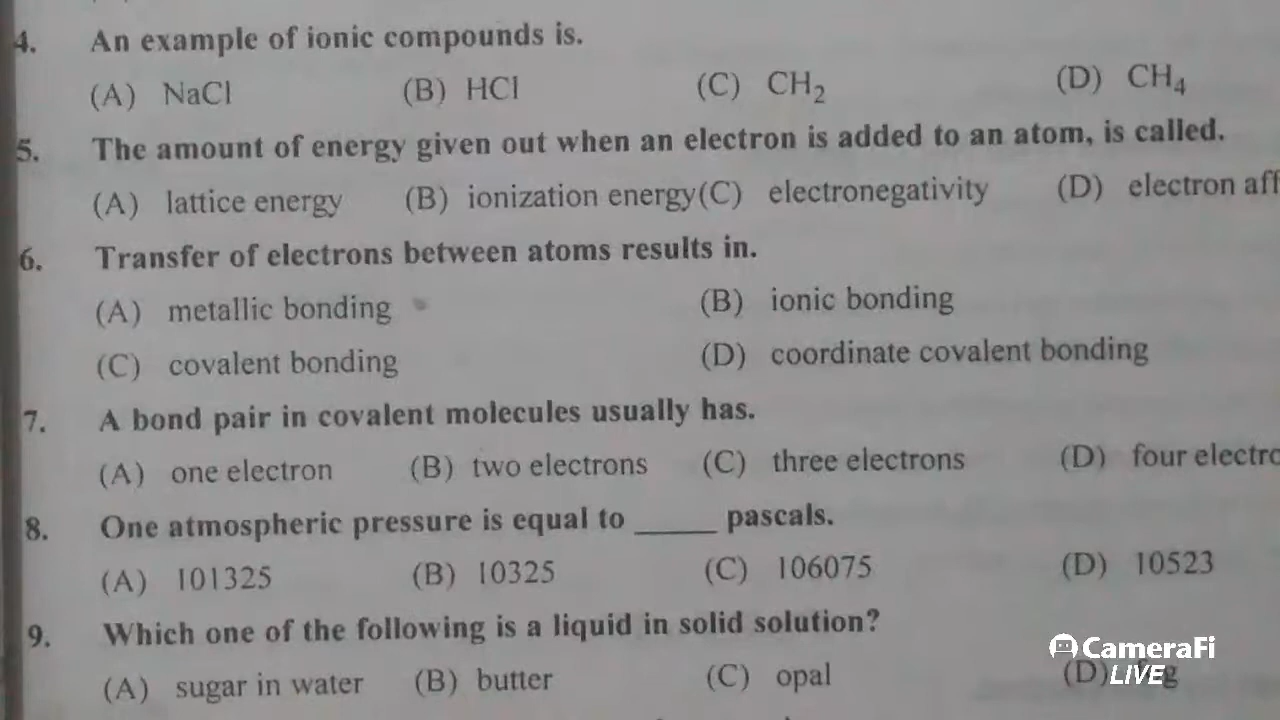 4. An example of ionic compounds is.
(A) NaCl (B) HCl (C) CH₂ (D) CH₄
5. The amount of energy given out when an electron is added to an atom, is called.
(A) lattice energy (B) ionization energy (C) electronegativity (D) electron aff
6. Transfer of electrons between atoms results in.
(A) metallic bonding (B) ionic bonding
(C) covalent bonding (D) coordinate covalent bonding
7. A bond pair in covalent molecules usually has.
(A) one electron (B) two electrons (C) three electrons (D) four electro
8. One atmospheric pressure is equal to _____ pascals.
(A) 101325 (B) 10325 (C) 106075 (D) 10523
9. Which one of the following is a liquid in solid solution?
(A) sugar in water (B) butter (C) opal (D)
CameraFi
LIVE